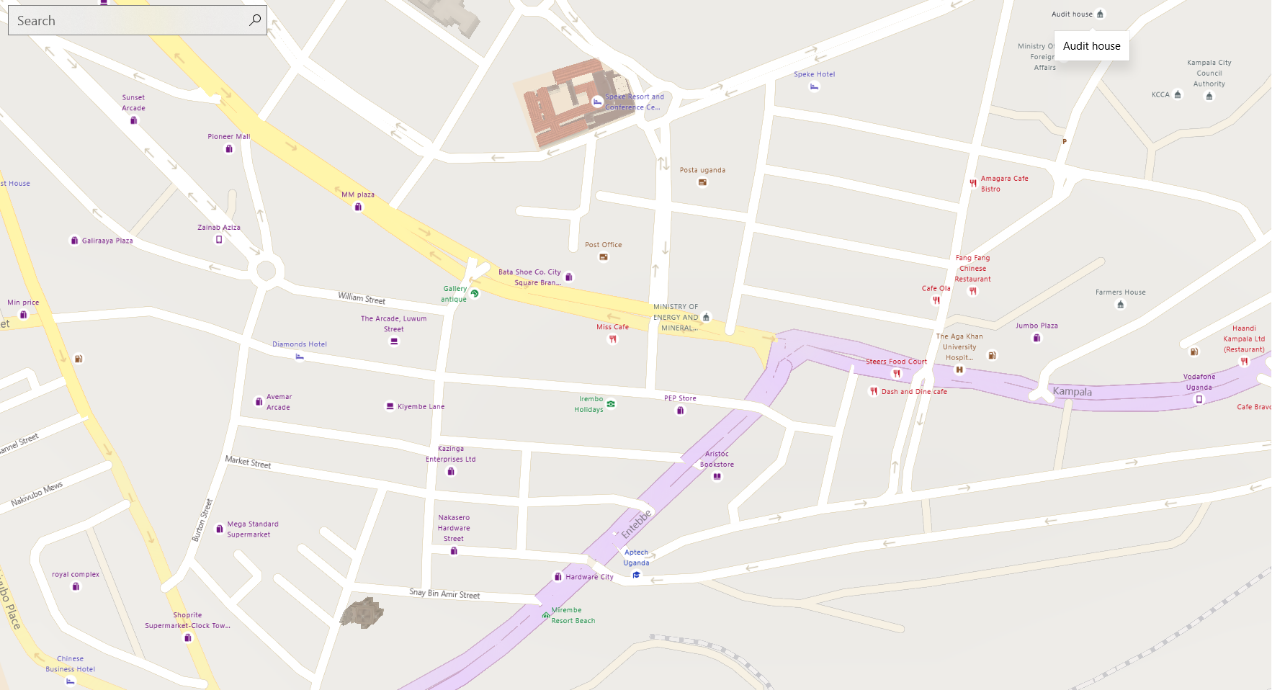 Search
Audit house
Audit house
Ministry O
Foreig
Affairs
Kampala City
Council
Authority
KCCA
Speke Hotel
Speke Resort and
Conference Ce...
Sunset
Arcade
Pioneer Mall
P
Posta uganda
Amagara Cafe
Bistro
st House
MM plaza
Zainab Aziza
Galiraaya Plaza
Post Office
Bata Shoe Co. City
Square Bran...
Fang Fang
Chinese
Restaurant
Cafe Ola
Gallery
antique
William Street
Farmers House
Min price
et
The Arcade, Luwum
Street
MINISTRY OF
ENERGY AND
MINERAL...
Miss Cafe
Jumbo Plaza
Haandi
Kampala Ltd
(Restaurant)
Diamonds Hotel
The Aga Khan
University
Hospit...
Steers Food Court
Vodafone
Uganda
Dash and Dine cafe
Kampala
Cafe Bravo
Avemar
Arcade
Kiyembe Lane
Irembo
Holidays
PEP Store
annel Street
Kazinga
Enterprises Ltd
Aristoc
Bookstore
Market Street
Nakivubo Mews
Burton Street
Mega Standard
Supermarket
Nakasero
Hardware
Street
Entebbe
Aptech
Uganda
royal complex
Hardware City
Snay Bin Amir Street
ivubo Place
Shoprite
Supermarket-Clock Tow...
Mirembe
Resort Beach
Chinese
Business Hotel